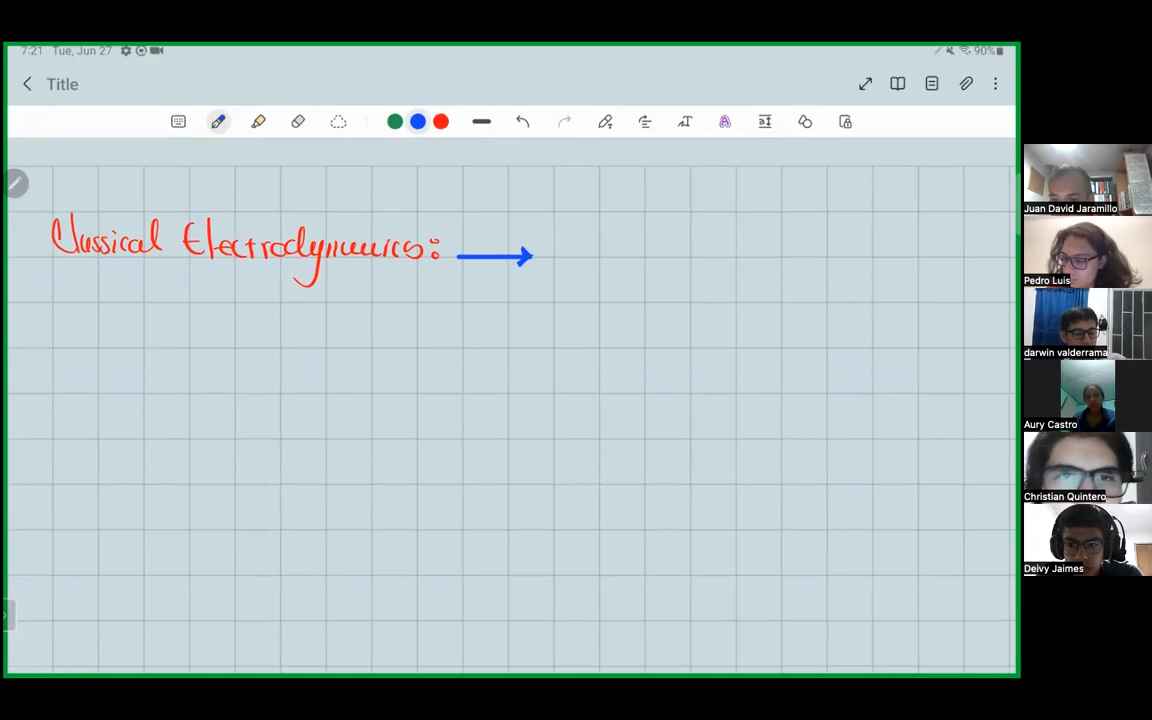 7:21 Tue, Jun 27 90%
Title
Classical Electrodynamics:
Juan David Jaramillo
Pedro Luis
darwin valderrama
Aury Castro
Christian Quintero
Deivy Jaimes